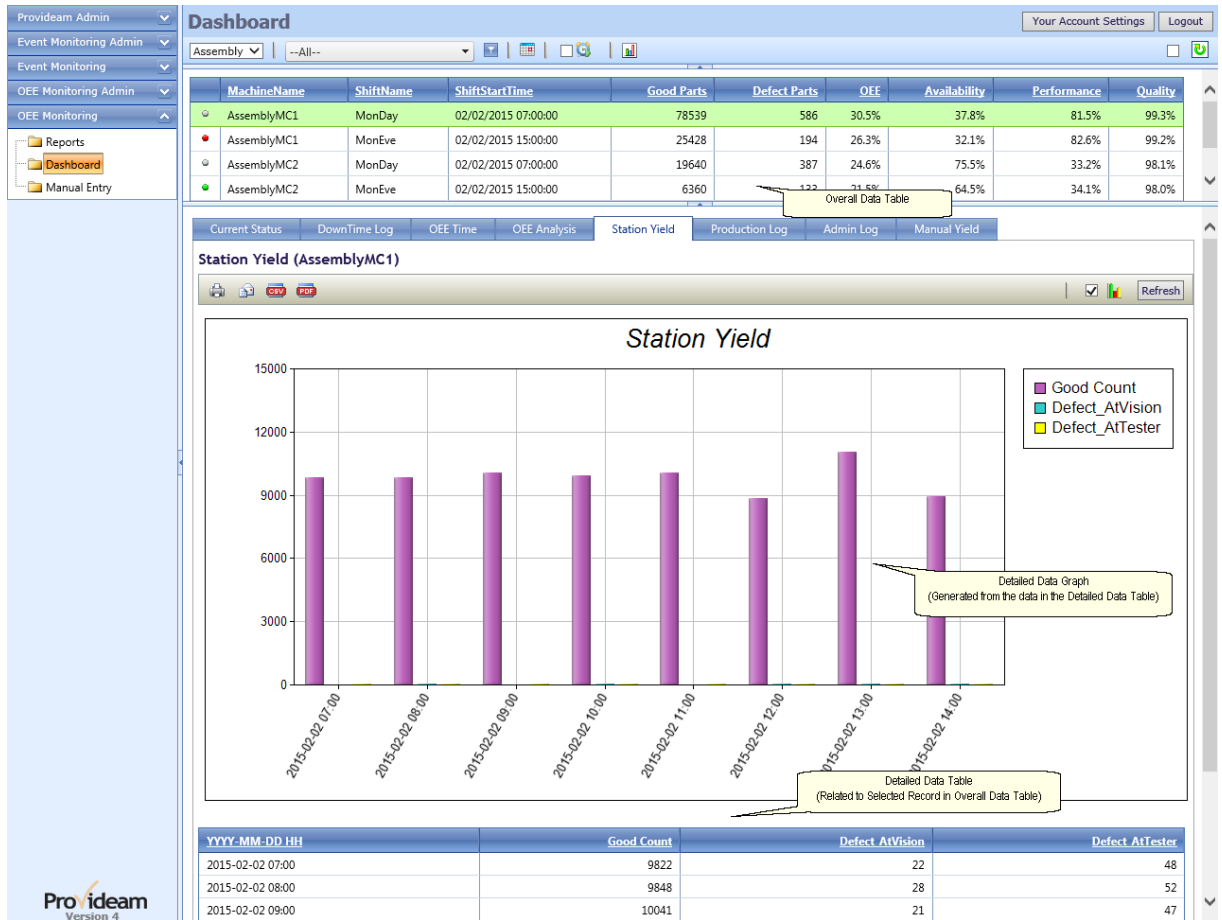 Provideam Admin
Event Monitoring Admin
Event Monitoring
OEE Monitoring Admin
OEE Monitoring
Reports
Dashboard
Manual Entry
Provideam
Version 4
Dashboard
Your Account Settings Logout
Assembly --All--
MachineName ShiftName ShiftStartTime Good Parts Defect Parts OEE Availability Performance Quality
AssemblyMC1 MonDay 02/02/2015 07:00:00 78539 586 30.5% 37.8% 81.5% 99.3%
AssemblyMC1 MonEve 02/02/2015 15:00:00 25428 194 26.3% 32.1% 82.6% 99.2%
AssemblyMC2 MonDay 02/02/2015 07:00:00 19640 387 24.6% 75.5% 33.2% 98.1%
AssemblyMC2 MonEve 02/02/2015 15:00:00 6360 133 21.5% 64.5% 34.1% 98.0%
Overall Data Table
Current Status DownTime Log OEE Time OEE Analysis Station Yield Production Log Admin Log Manual Yield
Station Yield (AssemblyMC1)
CSV PDF Refresh
Station Yield
15000
12000
9000
6000
3000
0
Good Count
Defect_AtVision
Defect_AtTester
Detailed Data Graph
(Generated from the data in the Detailed Data Table)
2015-02-02 07:00 2015-02-02 08:00 2015-02-02 09:00 2015-02-02 10:00 2015-02-02 11:00 2015-02-02 12:00 2015-02-02 13:00 2015-02-02 14:00
Detailed Data Table
(Related to Selected Record in Overall Data Table)
YYYY-MM-DD HH Good Count Defect AtVision Defect AtTester
2015-02-02 07:00 9822 22 48
2015-02-02 08:00 9848 28 52
2015-02-02 09:00 10041 21 47